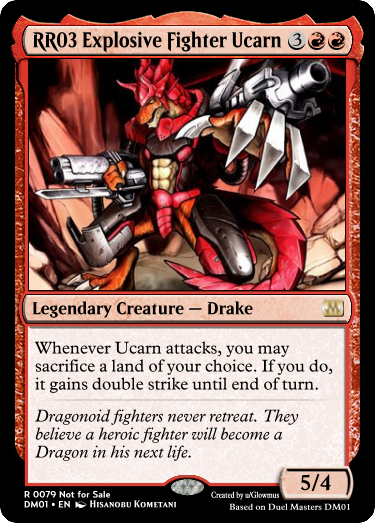 RR03 Explosive Fighter Ucarn 3
Legendary Creature — Drake
Whenever Ucarn attacks, you may
sacrifice a land of your choice. If you do,
it gains double strike until end of turn.
Dragonoid fighters never retreat. They
believe a heroic fighter will become a
Dragon in his next life.
5/4
R 0079 Not for Sale
DM01 • EN Hisanobu Kometani
Created by u/Glowmus
Based on Duel Masters DM01